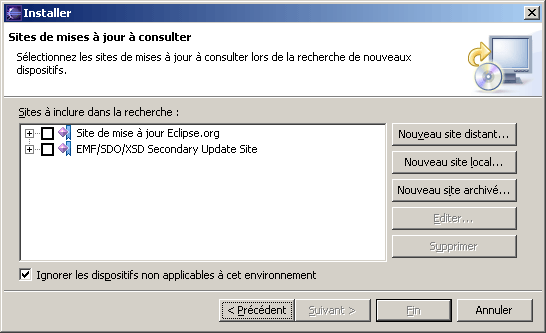 Installer
Sites de mises à jour à consulter
Sélectionnez les sites de mises à jour à consulter lors de la recherche de nouveaux
dispositifs.
Sites à inclure dans la recherche :
Site de mise à jour Eclipse.org
EMF/SDO/XSD Secondary Update Site
Nouveau site distant...
Nouveau site local...
Nouveau site archivé...
Editer...
Supprimer
Ignorer les dispositifs non applicables à cet environnement
< Précédent
Suivant >
Fin
Annuler